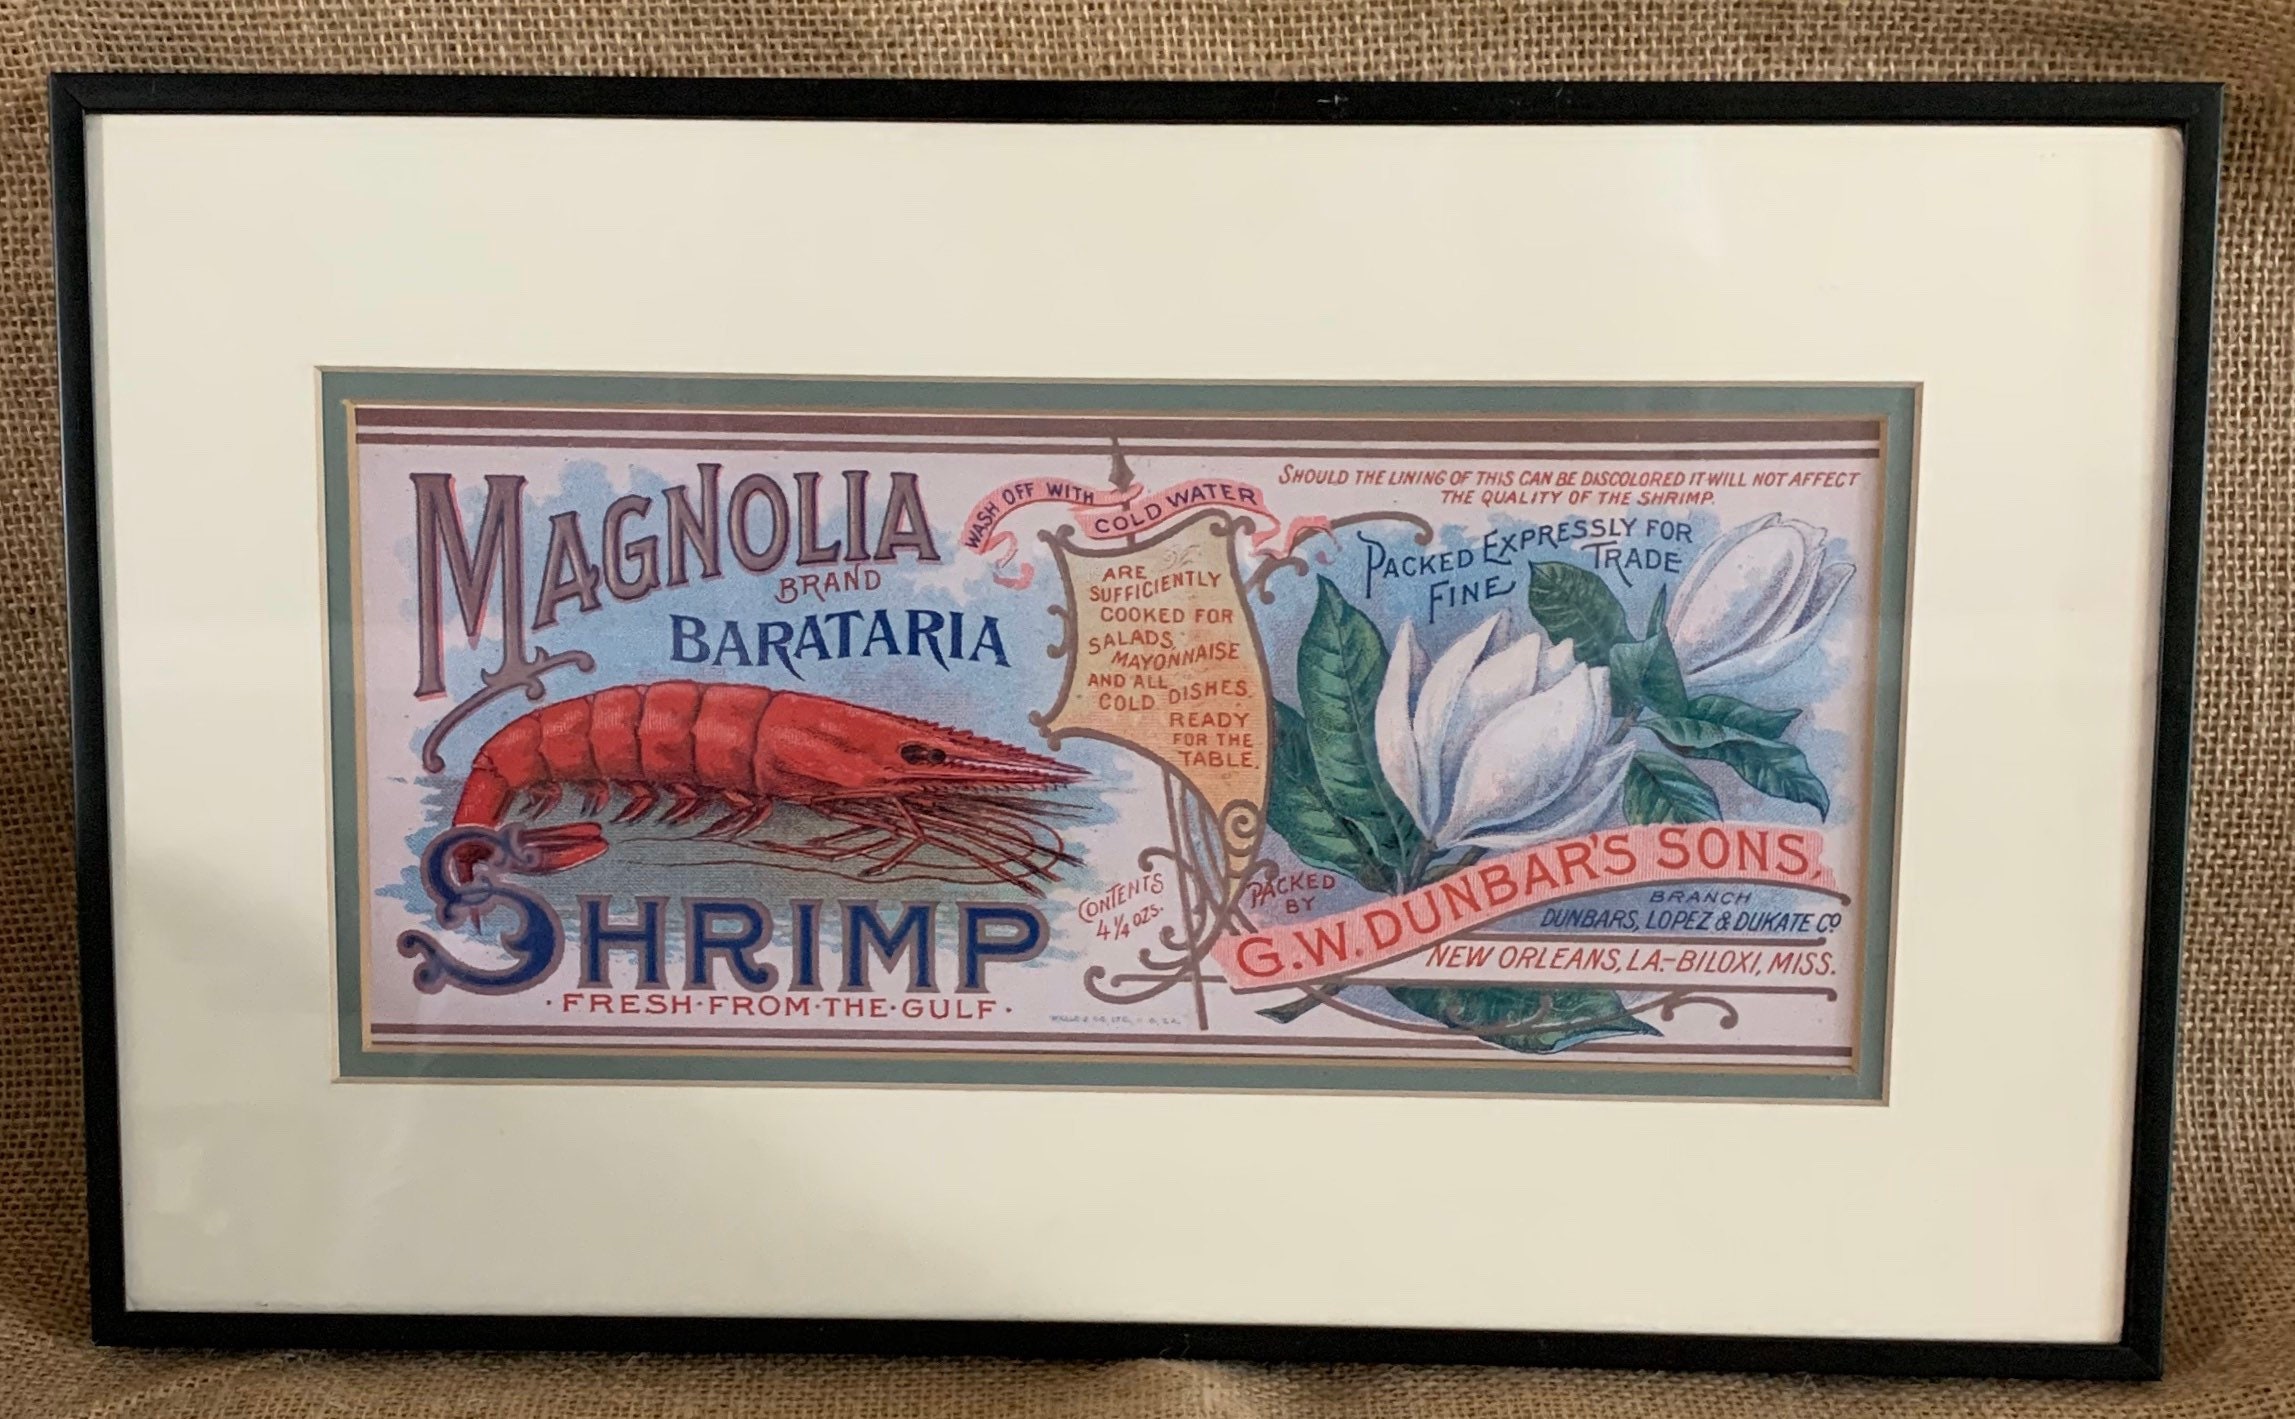 MAGNOLIA
BRAND
BARATARIA
SHRIMP
·FRESH·FROM·THE·GULF·
WASH OFF WITH
COLD WATER
ARE
SUFFICIENTLY
COOKED FOR
SALADS,
MAYONNAISE
AND ALL
COLD DISHES.
READY
FOR THE
TABLE.
CONTENTS
4 1/4 OZS.
SHOULD THE LINING OF THIS CAN BE DISCOLORED IT WILL NOT AFFECT
THE QUALITY OF THE SHRIMP.
PACKED EXPRESSLY FOR
FINE TRADE
PACKED
BY
G.W. DUNBAR'S SONS,
BRANCH
DUNBARS, LOPEZ & DUKATE Co
NEW ORLEANS, LA.-BILOXI, MISS.